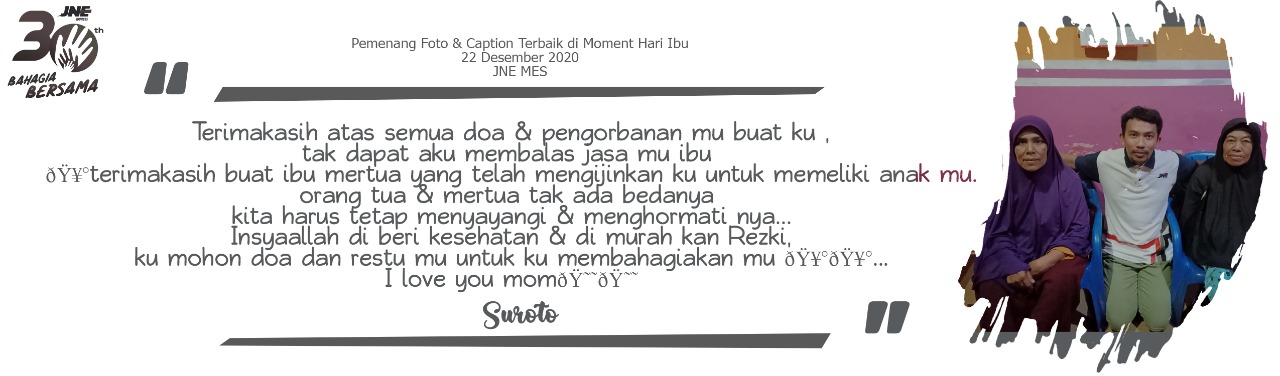 JNE
EXPRESS
30th
BAHAGIA
BERSAMA
Pemenang Foto & Caption Terbaik di Moment Hari Ibu
22 Desember 2020
JNE MES
Terimakasih atas semua doa & pengorbanan mu buat ku ,
tak dapat aku membalas jasa mu ibu
ðŸ¥°terimakasih buat ibu mertua yang telah mengijinkan ku untuk memeliki anak mu.
orang tua & mertua tak ada bedanya
kita harus tetap menyayangi & menghormati nya...
Insyaallah di beri kesehatan & di murah kan Rezki,
ku mohon doa dan restu mu untuk ku membahagiakan mu ðŸ¥°ðŸ¥°...
I love you momðŸ˜˜ðŸ˜˜
Suroto
JNE